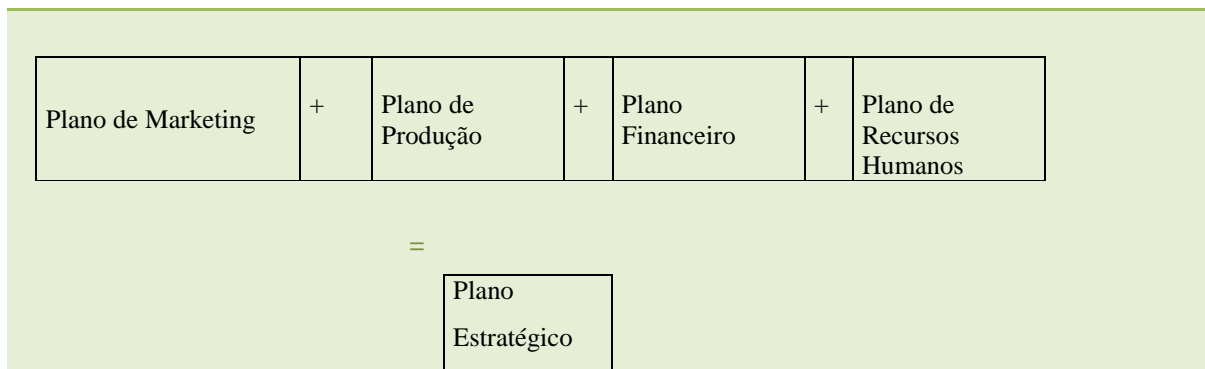 Plano de Marketing
+
Plano de
Produção
+
Plano
Financeiro
+
Plano de
Recursos
Humanos
=
Plano
Estratégico